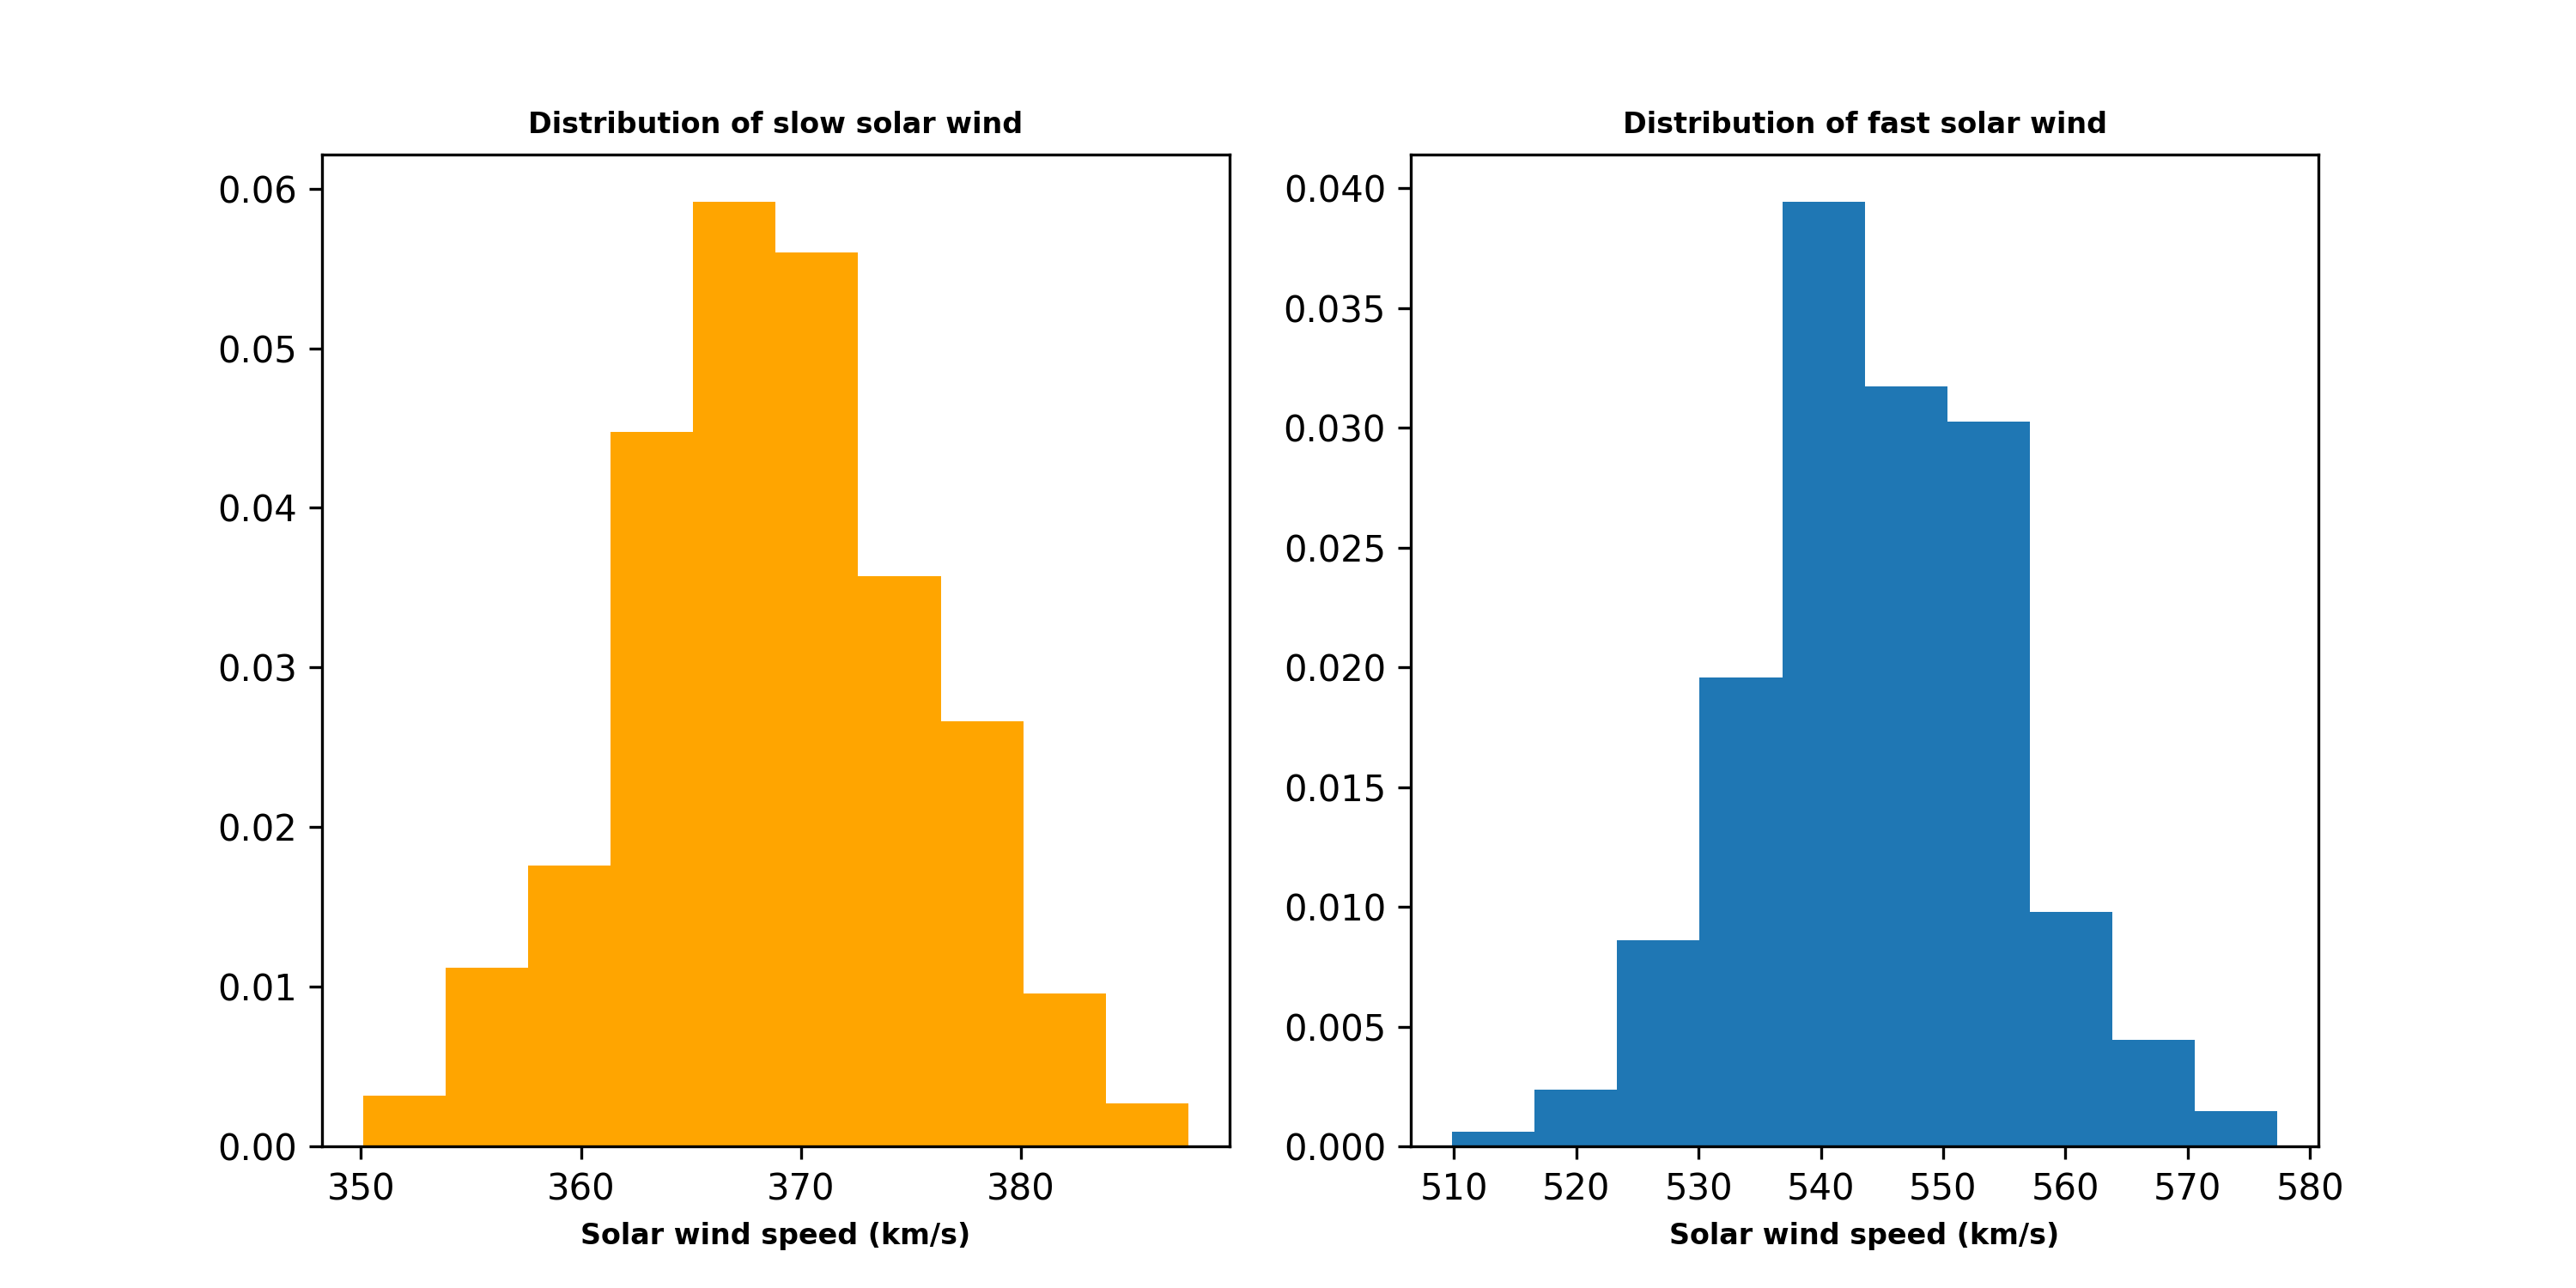 Distribution of slow solar wind
0.06
0.05
0.04
0.03
0.02
0.01
0.00
350 360 370 380
Solar wind speed (km/s)
Distribution of fast solar wind
0.040
0.035
0.030
0.025
0.020
0.015
0.010
0.005
0.000
510 520 530 540 550 560 570 580
Solar wind speed (km/s)